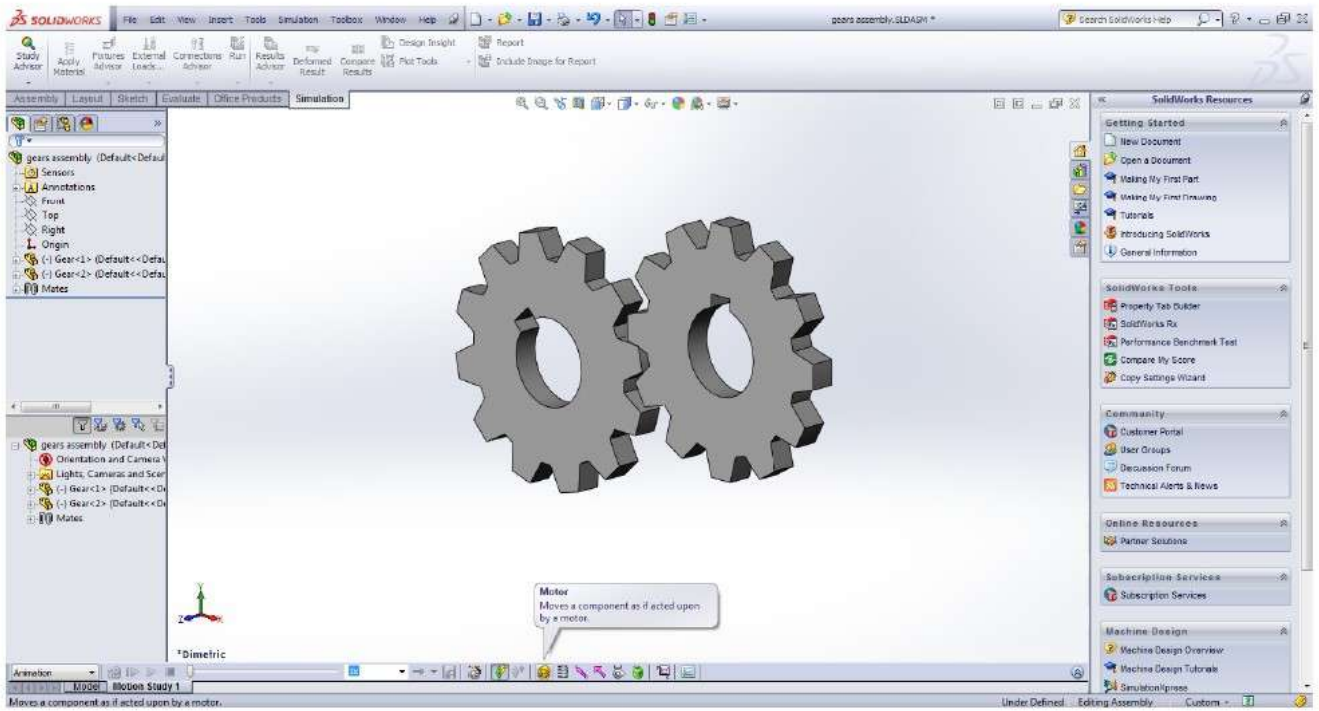 SOLIDWORKS File Edit View Insert Tools Simulation Toolbox Window Help gears assembly.SLDASM * Search SolidWorks Help
Study Advisor
Apply Material
Fixtures Advisor
External Loads...
Connections Advisor
Run
Results Advisor
Deformed Result
Compare Results
Design Insight
Plot Tools
Report
Include Image for Report
Assembly Layout Sketch Evaluate Office Products Simulation
gears assembly (Default<Defaul
Sensors
Annotations
Front
Top
Right
Origin
(-) Gear<1> (Default<<Defau
(-) Gear<2> (Default<<Defau
Mates
gears assembly (Default<Def
Orientation and Camera V
Lights, Cameras and Scen
(-) Gear<1> (Default<<De
(-) Gear<2> (Default<<De
Mates
Y
Z
X
*Dimetric
Motor
Moves a component as if acted upon
by a motor.
SolidWorks Resources
Getting Started
New Document
Open a Document
Making My First Part
Making My First Drawing
Tutorials
Introducing SolidWorks
General Information
SolidWorks Tools
Property Tab Builder
SolidWorks Rx
Performance Benchmark Test
Compare My Score
Copy Settings Wizard
Community
Customer Portal
User Groups
Discussion Forum
Technical Alerts & News
Online Resources
Partner Solutions
Subscription Services
Subscription Services
Machine Design
Machine Design Overview
Machine Design Tutorials
SimulationXpress
Animation
Model Motion Study 1
Moves a component as if acted upon by a motor. Under Defined Editing Assembly Custom